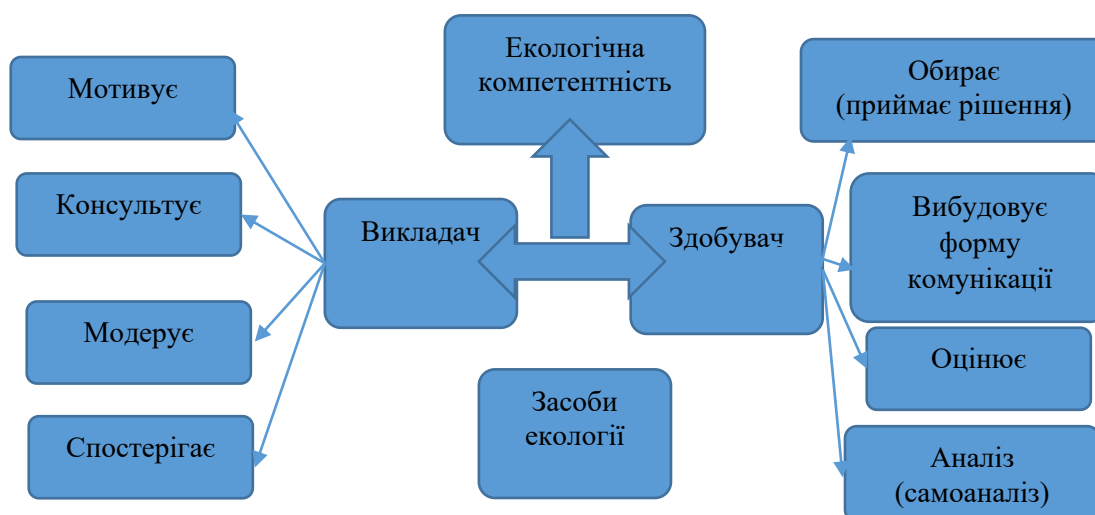 Екологічна
компетентність
Мотивує
Консультує
Модерує
Спостерігає
Викладач
Здобувач
Засоби
екології
Обирає
(приймає рішення)
Вибудовує
форму
комунікації
Оцінює
Аналіз
(самоаналіз)